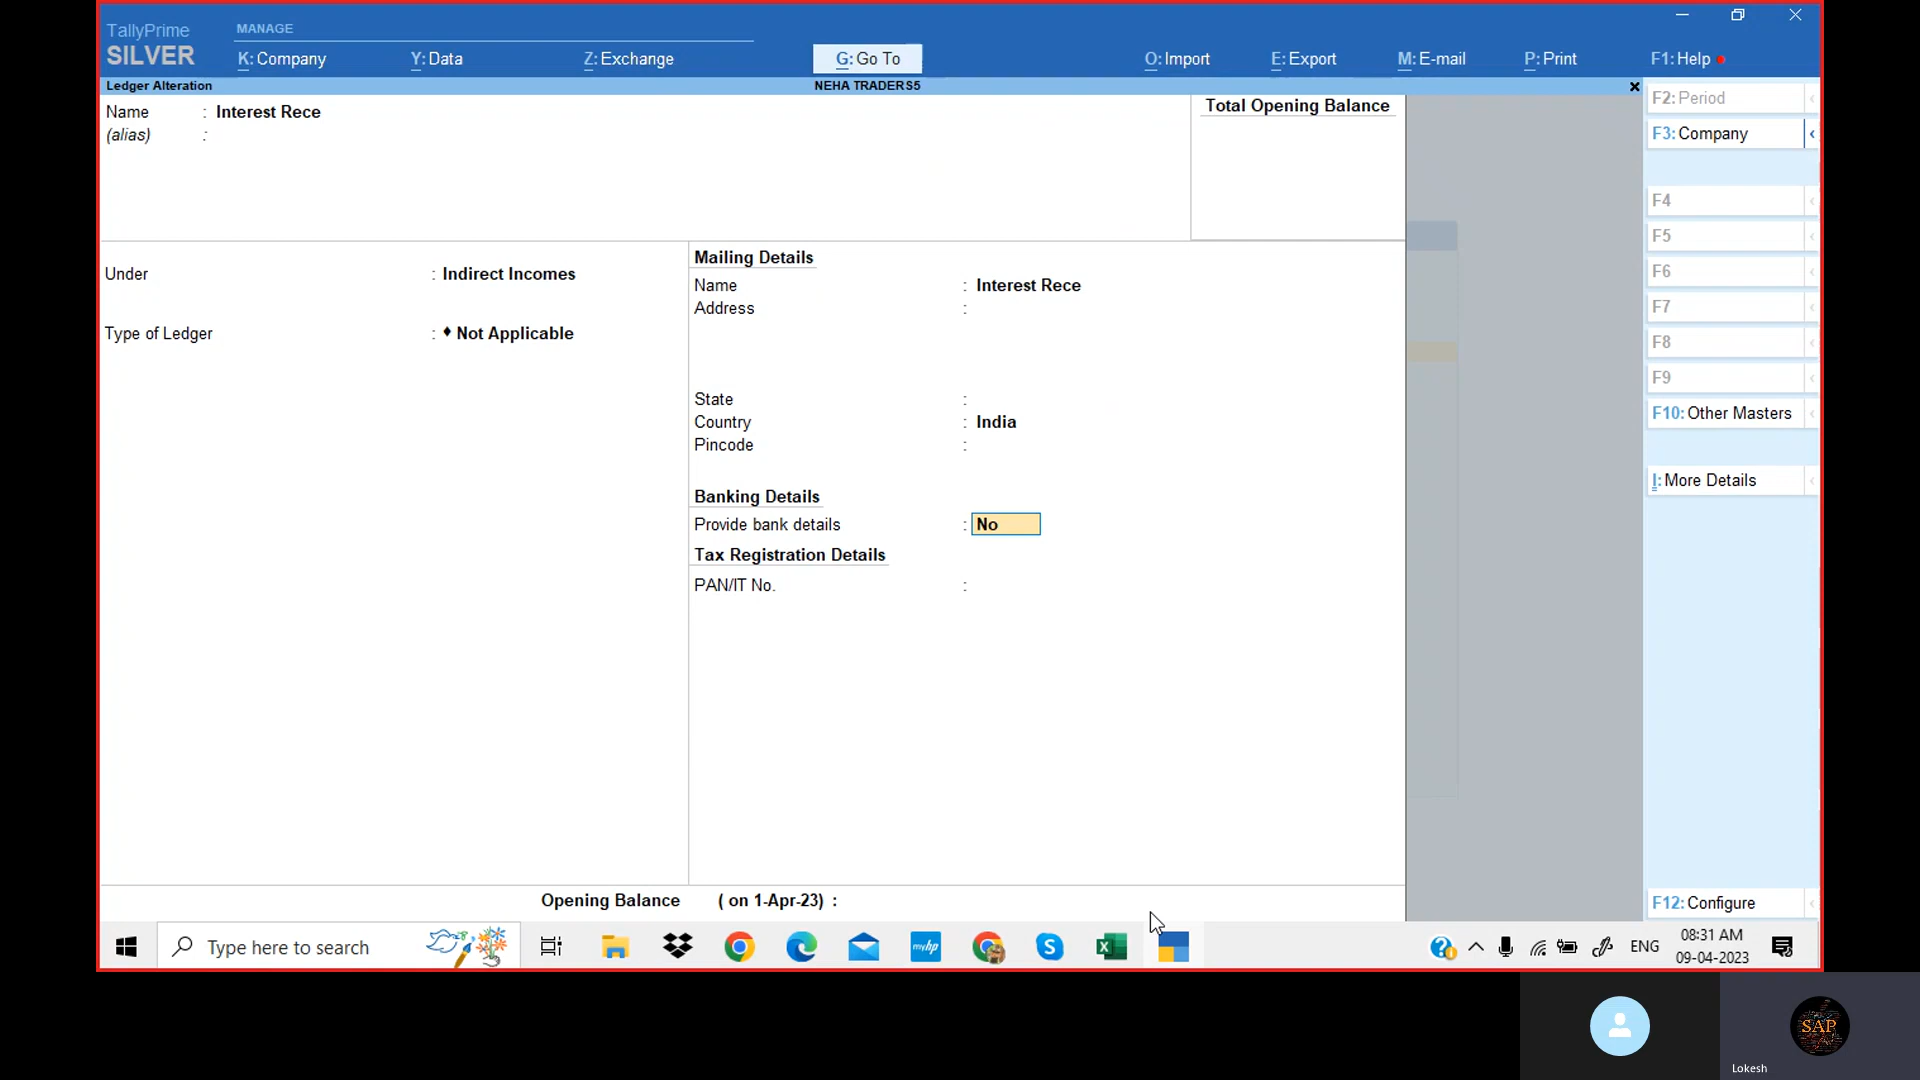 TallyPrime
SILVER
MANAGE
K: Company
Y: Data
Z: Exchange
G: Go To
O: Import
E: Export
M: E-mail
P: Print
F1: Help
Ledger Alteration
NEHA TRADERS5
Name : Interest Rece
(alias) :
Total Opening Balance
Under : Indirect Incomes
Type of Ledger : ♦ Not Applicable
Mailing Details
Name : Interest Rece
Address :
State :
Country : India
Pincode :
Banking Details
Provide bank details : No
Tax Registration Details
PAN/IT No. :
Opening Balance ( on 1-Apr-23) :
F2: Period
F3: Company
F4
F5
F6
F7
F8
F9
F10: Other Masters
I: More Details
F12: Configure
Type here to search
myhp
ENG
08:31 AM
09-04-2023
SAP
Lokesh